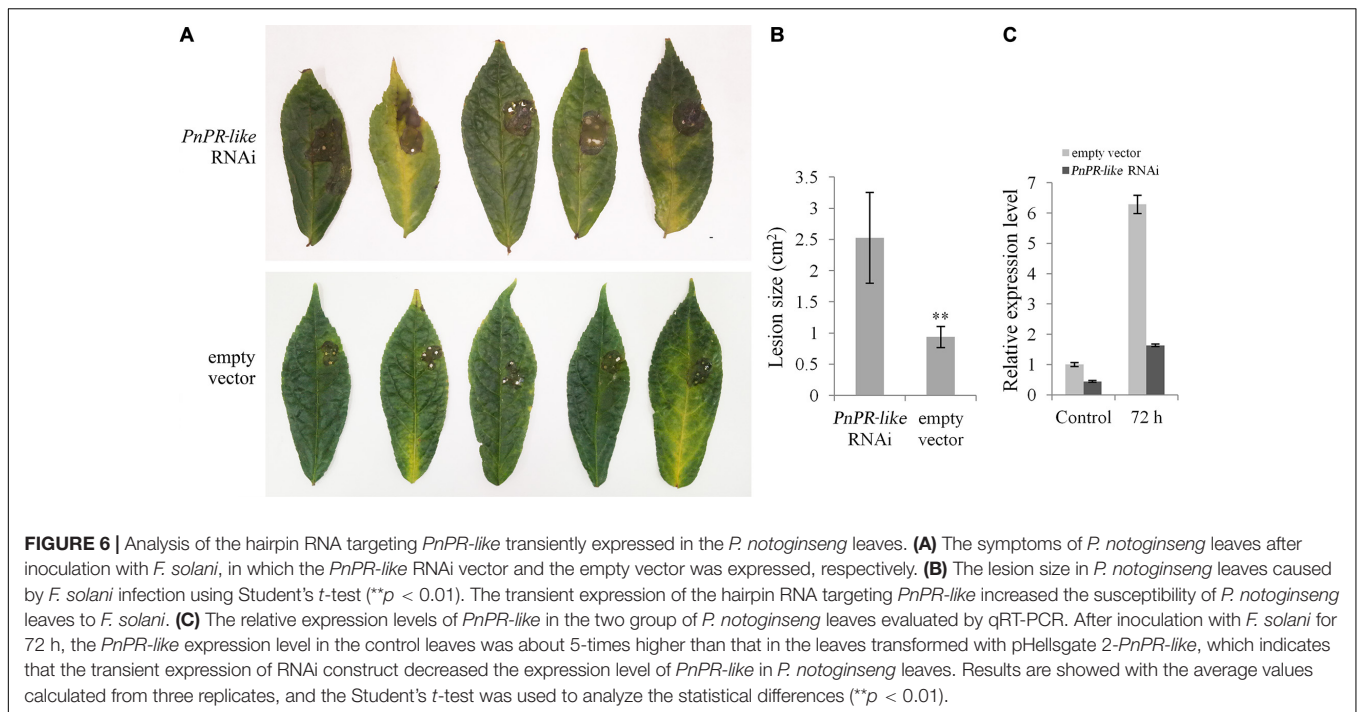 A
B
C
PnPR-like
RNAi
empty
vector
Lesion size (cm²)
3.5
3
2.5
2
1.5
1
0.5
0
**
PnPR-like
RNAi
empty
vector
empty vector
PnPR-like RNAi
Relative expression level
7
6
5
4
3
2
1
0
Control
72 h
FIGURE 6 | Analysis of the hairpin RNA targeting PnPR-like transiently expressed in the P. notoginseng leaves. (A) The symptoms of P. notoginseng leaves after
inoculation with F. solani, in which the PnPR-like RNAi vector and the empty vector was expressed, respectively. (B) The lesion size in P. notoginseng leaves caused
by F. solani infection using Student's t-test (**p < 0.01). The transient expression of the hairpin RNA targeting PnPR-like increased the susceptibility of P. notoginseng
leaves to F. solani. (C) The relative expression levels of PnPR-like in the two group of P. notoginseng leaves evaluated by qRT-PCR. After inoculation with F. solani for
72 h, the PnPR-like expression level in the control leaves was about 5-times higher than that in the leaves transformed with pHellsgate 2-PnPR-like, which indicates
that the transient expression of RNAi construct decreased the expression level of PnPR-like in P. notoginseng leaves. Results are showed with the average values
calculated from three replicates, and the Student's t-test was used to analyze the statistical differences (**p < 0.01).